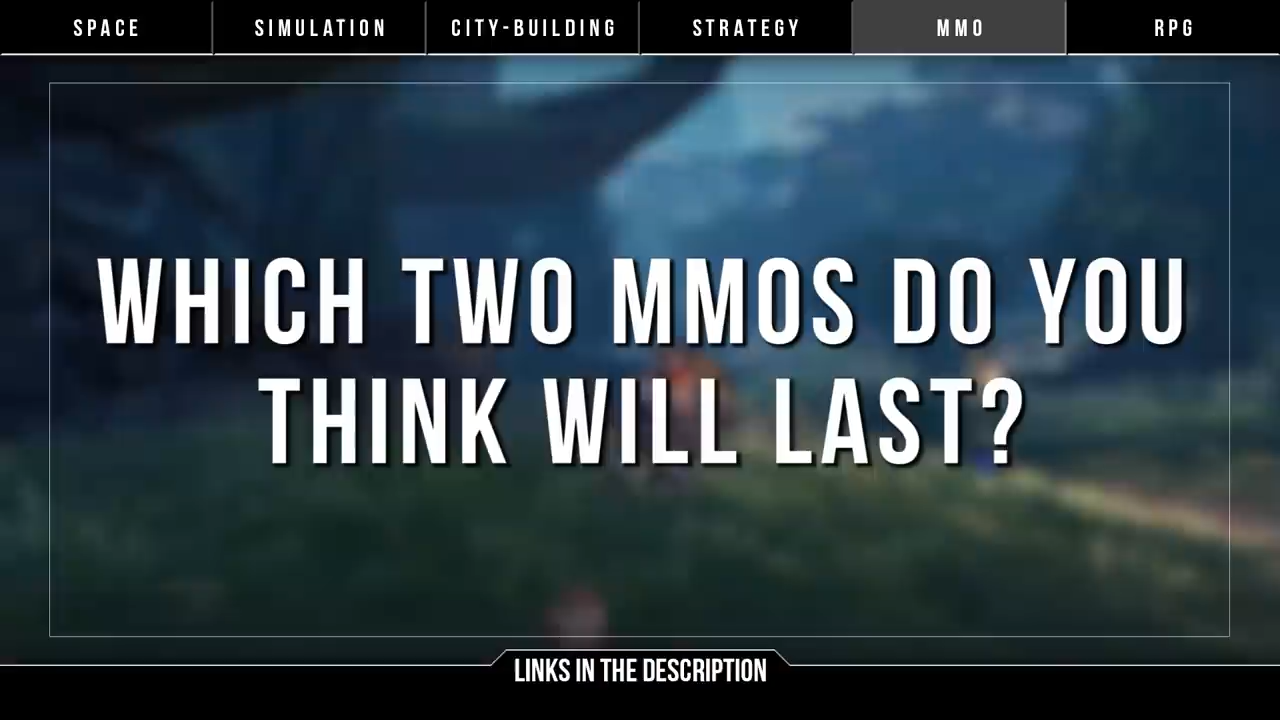 SPACE
SIMULATION
CITY-BUILDING
STRATEGY
MMO
RPG
WHICH TWO MMOS DO YOU
THINK WILL LAST?
LINKS IN THE DESCRIPTION